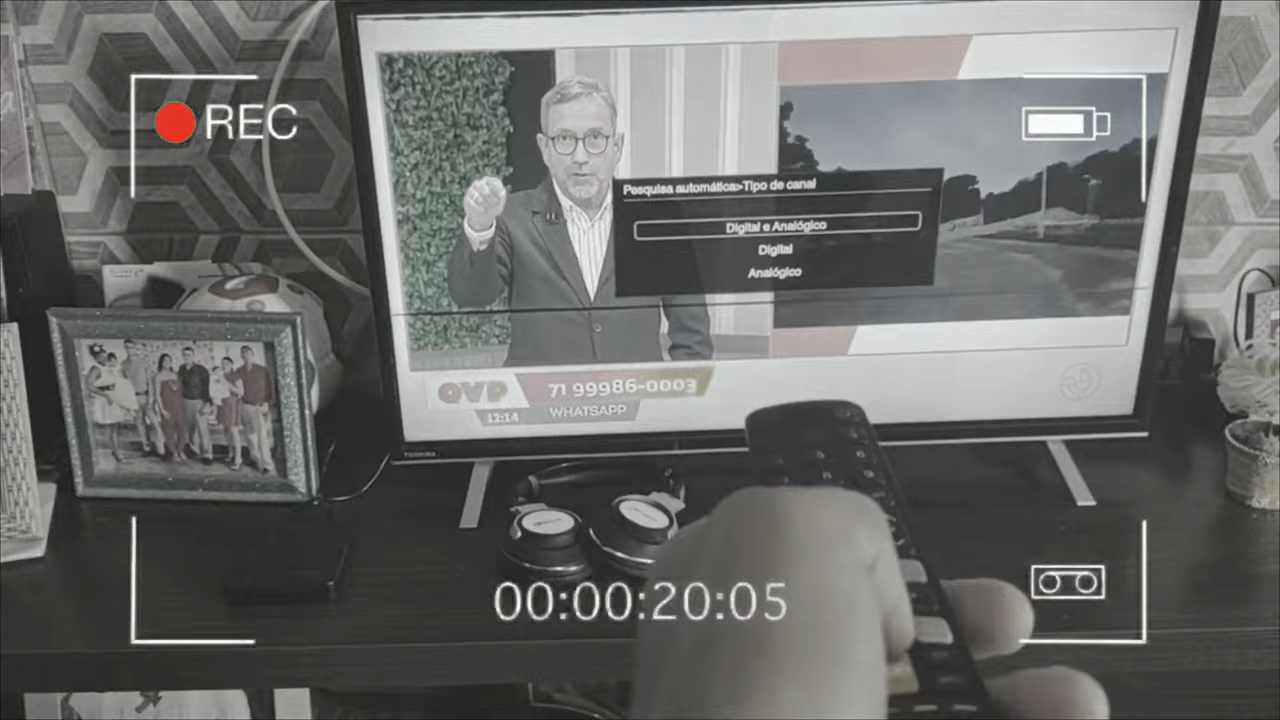 REC
Pesquisa automática>Tipo de canal
Digital e Analógico
Digital
Analógico
QVP
71 99986-0003
12:14
WHATSAPP
TOSHIBA
00:00:20:05